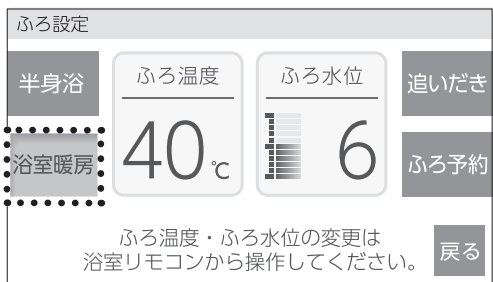 ふろ設定
半身浴
ふろ温度
ふろ水位
追いだき
浴室暖房
40℃
6
ふろ予約
ふろ温度・ふろ水位の変更は
浴室リモコンから操作してください。
戻る